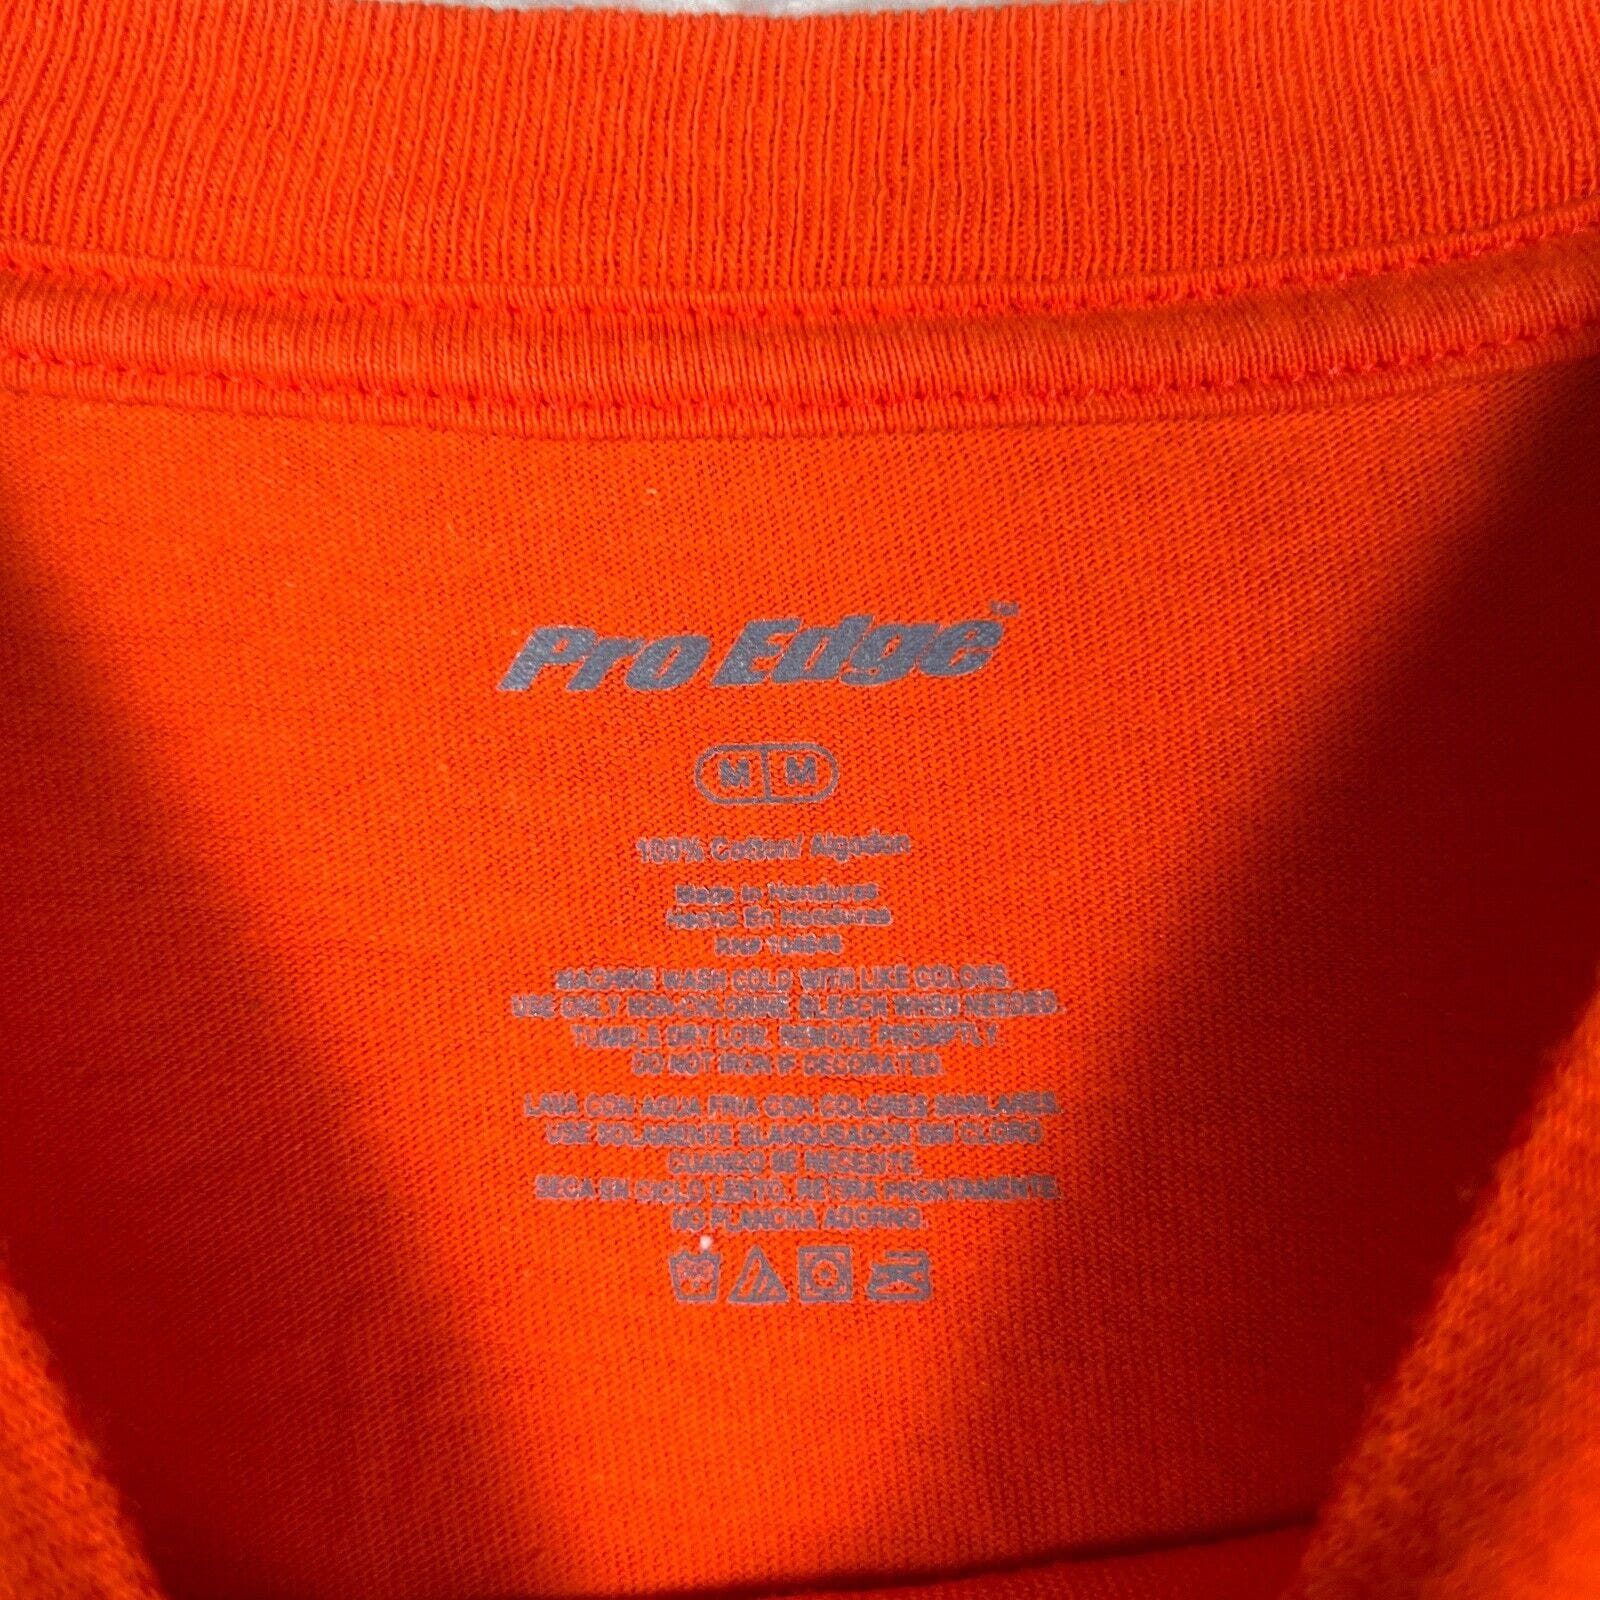 Pro Edge™
M M
100% Cotton/ Algodon
Made in Honduras
Hecho En Honduras
RN#
MACHINE WASH COLD WITH LIKE COLORS.
USE ONLY NON-CHLORINE BLEACH WHEN NEEDED.
TUMBLE DRY LOW. REMOVE PROMPTLY.
DO NOT IRON IF DECORATED.
LAVA CON AGUA FRIA CON COLORES SIMILARES.
USE SOLAMENTE BLANQUEADOR SIN CLORO
CUANDO SE NECESITE.
SECA EN CICLO LENTO. RETIRA PRONTAMENTE.
NO PLANCHA ADORNO.